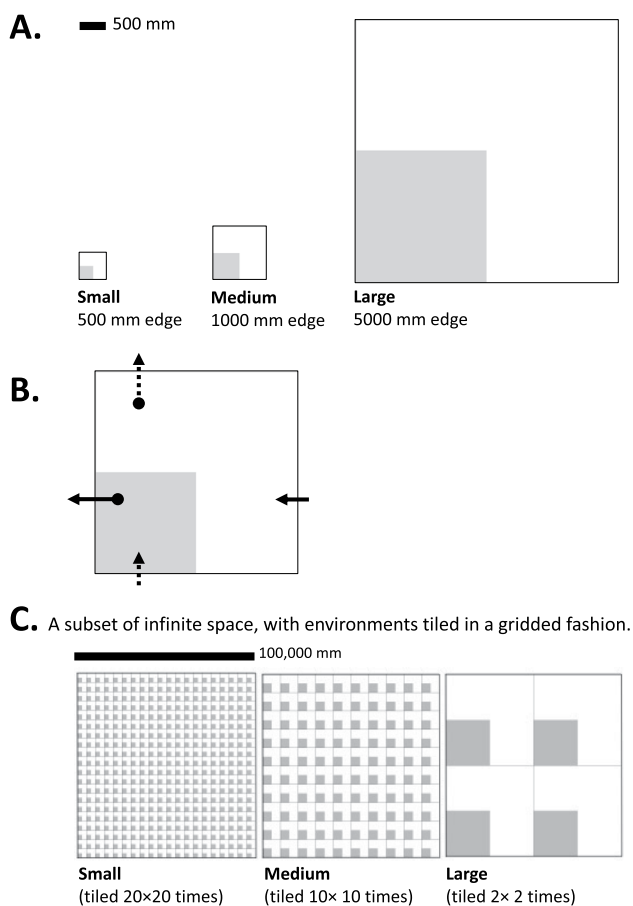 A.
500 mm
Small
500 mm edge
Medium
1000 mm edge
Large
5000 mm edge
B.
C. A subset of infinite space, with environments tiled in a gridded fashion.
100,000 mm
Small
(tiled 20×20 times)
Medium
(tiled 10× 10 times)
Large
(tiled 2× 2 times)